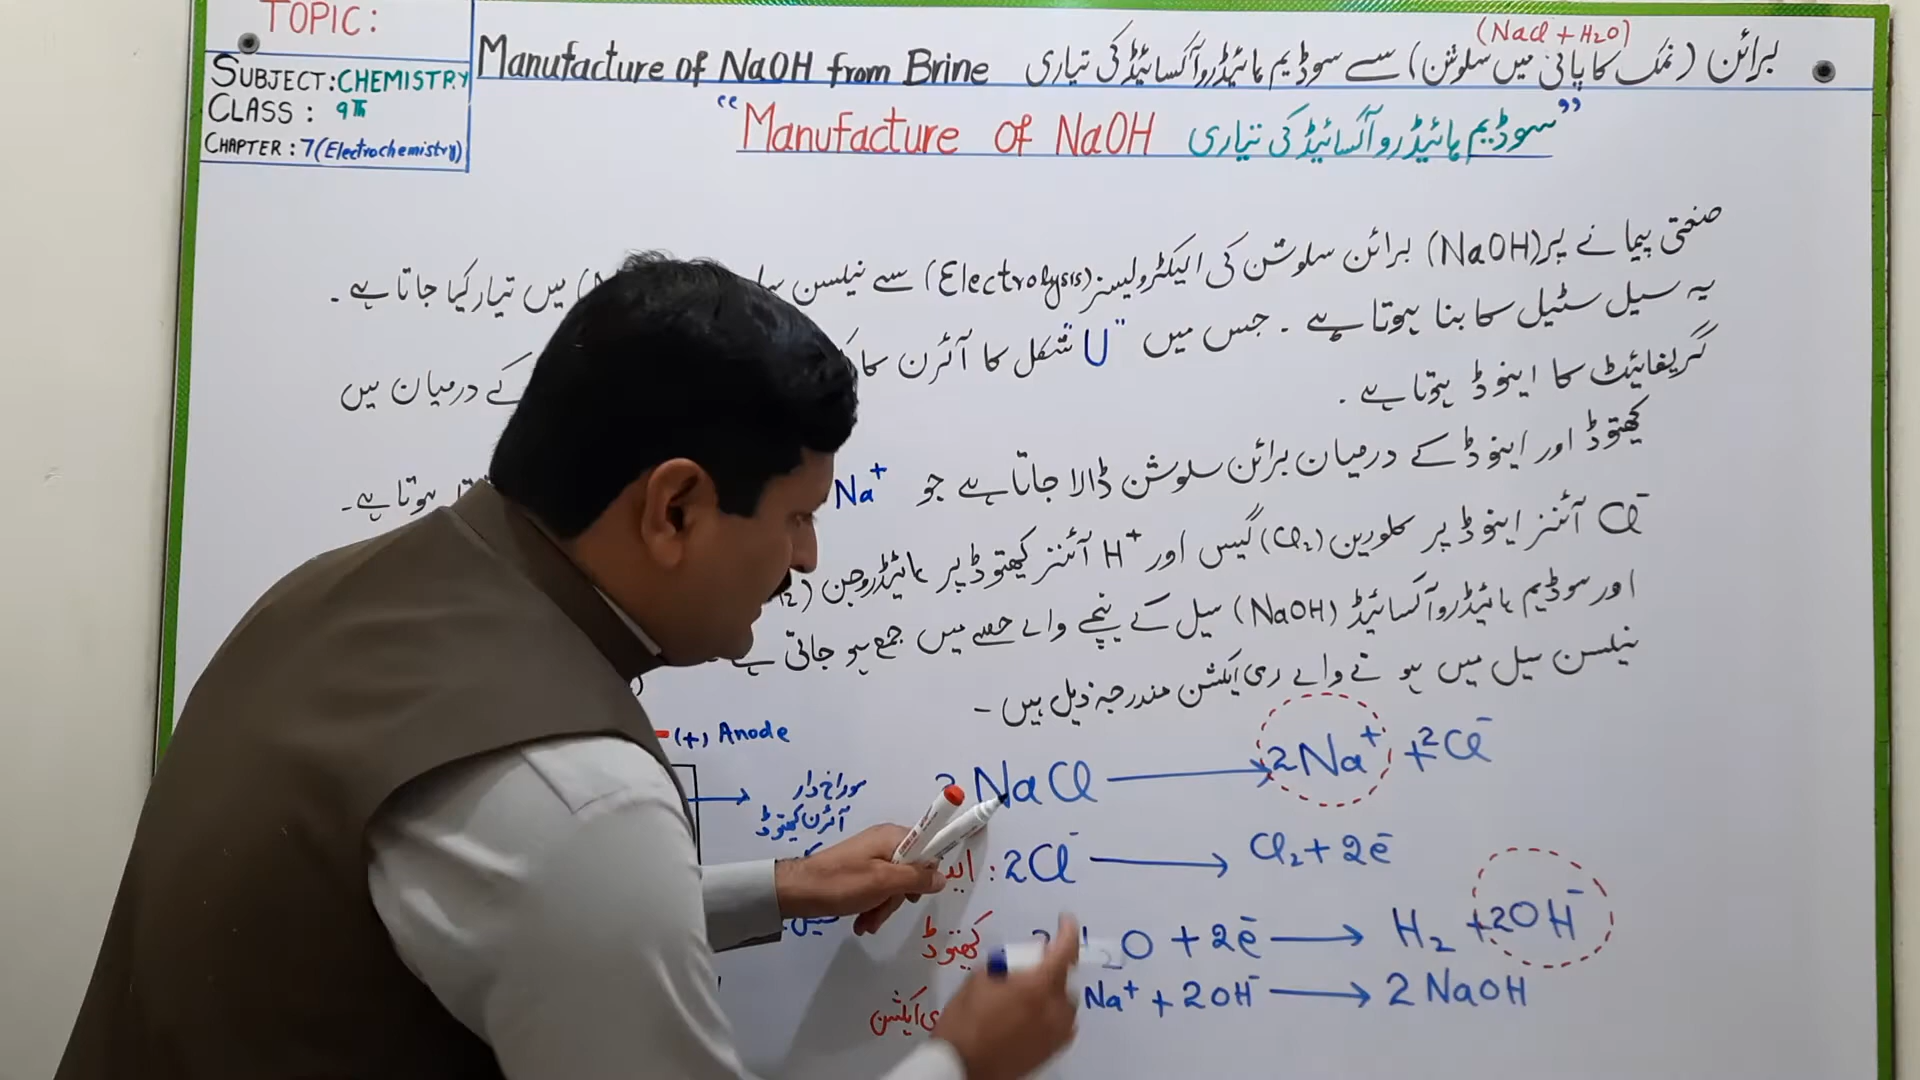 TOPIC:
SUBJECT: CHEMISTRY
CLASS: 9th
CHAPTER: 7 (Electrochemistry)
(NaCl + H2O)
Manufacture of NaOH from Brine برائن (نمک کا پانی میں سلوشن) سے سوڈیم ہائیڈروآکسائیڈ کی تیاری
"Manufacture of NaOH سوڈیم ہائیڈروآکسائیڈ کی تیاری"
صنعتی پیمانے پر (NaOH) برائن سلوشن کی الیکٹرولیسز (Electrolysis) سے نیلسن میں تیار کیا جاتا ہے۔
یہ سیل سٹیل کا بنا ہوتا ہے۔ جس میں "U" شکل کا آئرن کا کے درمیان میں
گریفائیٹ کا اینوڈ ہوتا ہے۔
کیتھوڈ اور اینوڈ کے درمیان برائن سلوشن ڈالا جاتا ہے جو Na⁺ ہوتا ہے۔
Cl⁻ آئنز اینوڈ پر کلورین (Cl₂) گیس اور H⁺ آئنز کیتھوڈ پر ہائیڈروجن (
اور سوڈیم ہائیڈروآکسائیڈ (NaOH) سیل کے نیچے والے حصے میں جمع ہو جاتی ہے
نیلسن سیل میں ہونے والے ری ایکشن مندرجہ ذیل ہیں۔
(+) Anode
سوراخ دار
آئرن کیتھوڈ
2NaCl ⟶ 2Na⁺ + 2Cl⁻
: 2Cl⁻ ⟶ Cl₂ + 2e⁻
کیتھوڈ : 2H₂O + 2e⁻ ⟶ H₂ + 2OH⁻
ری ایکشن Na⁺ + 2OH⁻ ⟶ 2NaOH